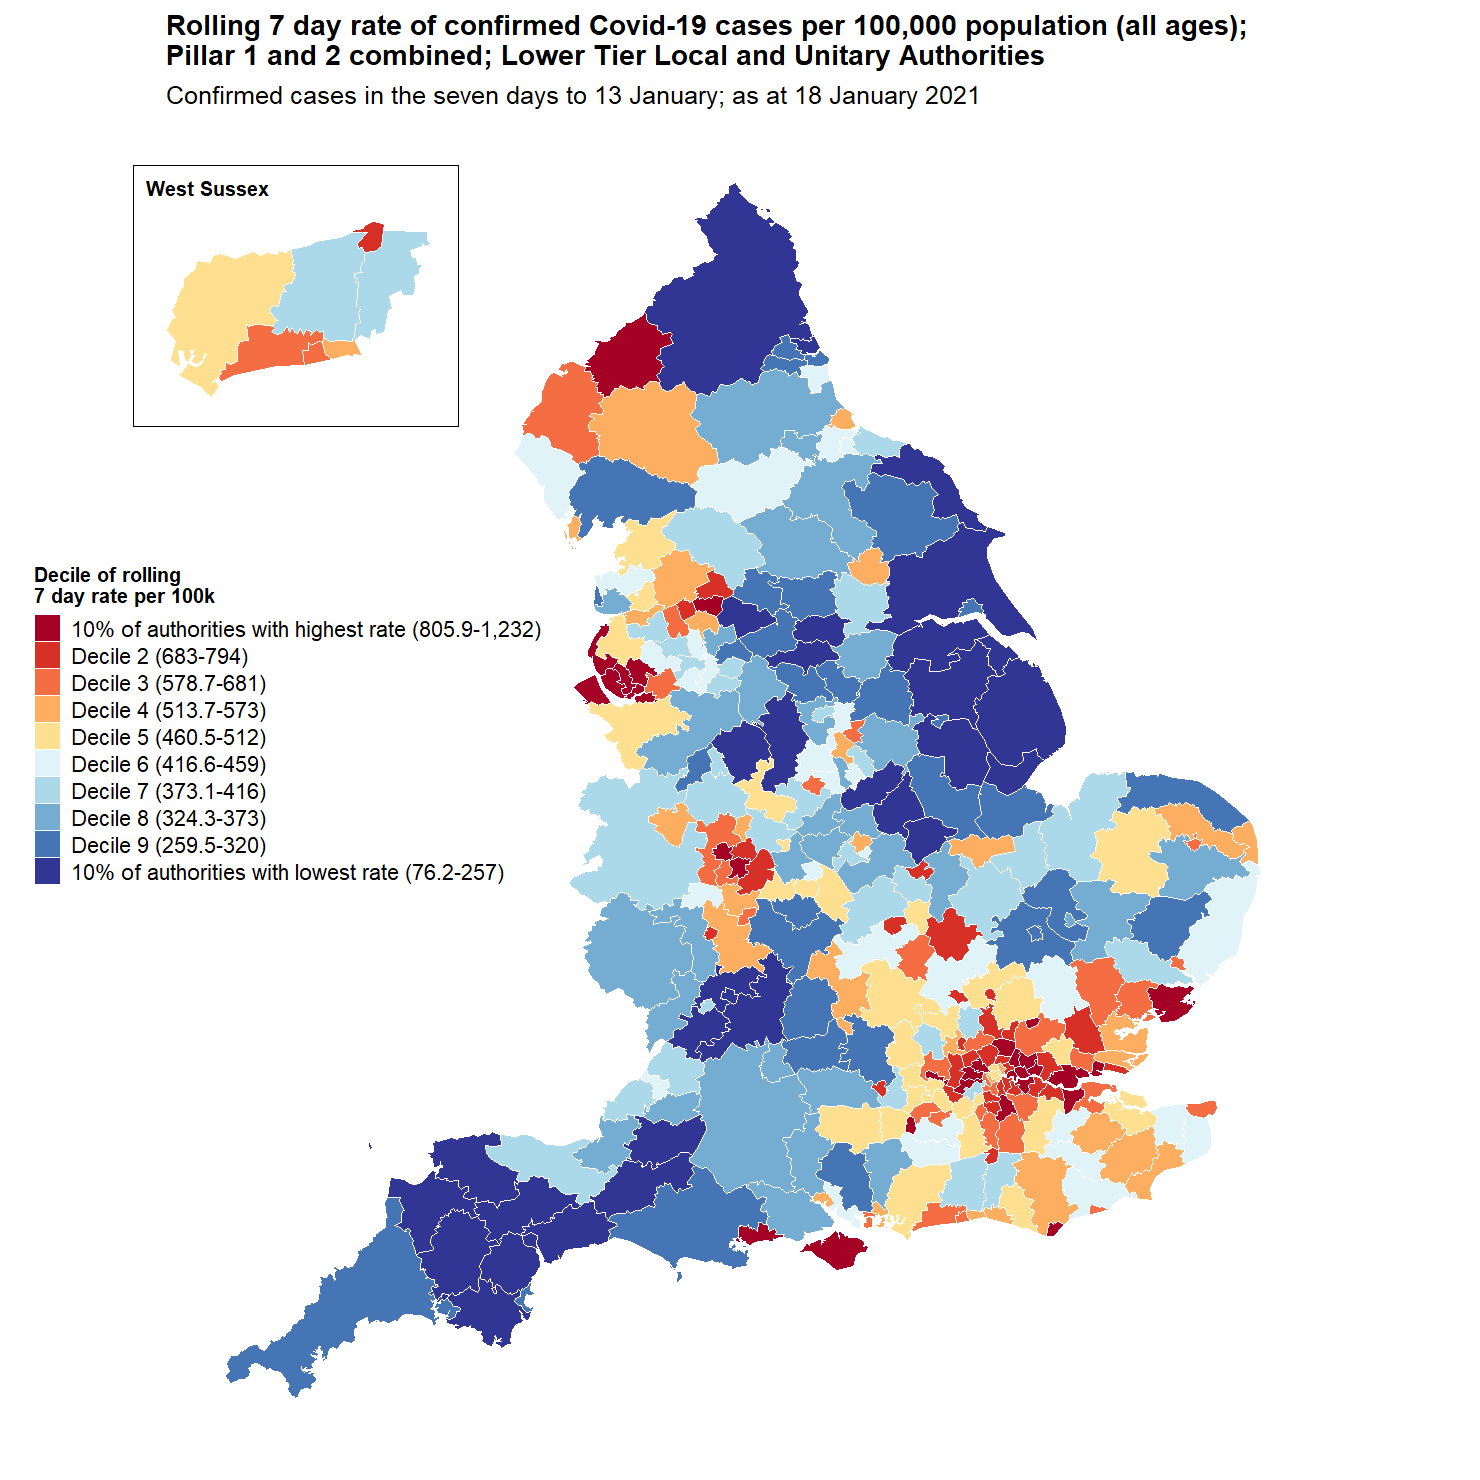 Rolling 7 day rate of confirmed Covid-19 cases per 100,000 population (all ages);
Pillar 1 and 2 combined; Lower Tier Local and Unitary Authorities
Confirmed cases in the seven days to 13 January; as at 18 January 2021
West Sussex
Decile of rolling
7 day rate per 100k
10% of authorities with highest rate (805.9-1,232)
Decile 2 (683-794)
Decile 3 (578.7-681)
Decile 4 (513.7-573)
Decile 5 (460.5-512)
Decile 6 (416.6-459)
Decile 7 (373.1-416)
Decile 8 (324.3-373)
Decile 9 (259.5-320)
10% of authorities with lowest rate (76.2-257)